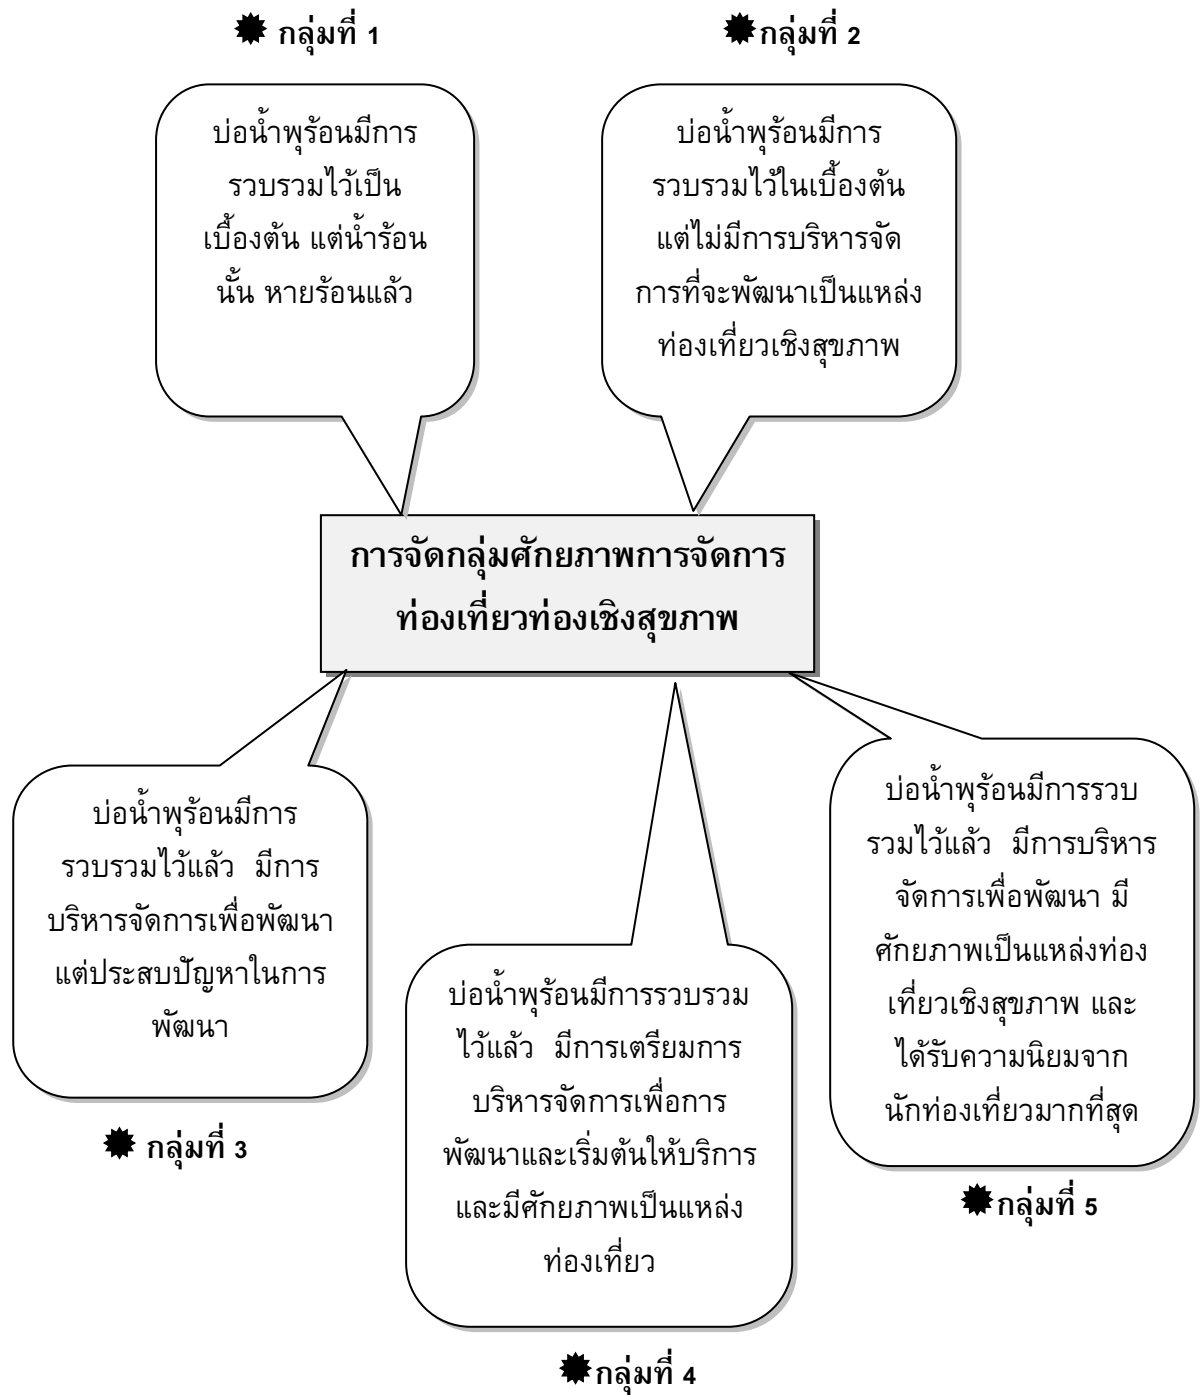 กลุ่มที่ 1
บ่อน้ำพุร้อนมีการ
รวบรวมไว้เป็น
เบื้องต้น แต่น้ำร้อน
นั้น หายร้อนแล้ว
กลุ่มที่ 2
บ่อน้ำพุร้อนมีการ
รวบรวมไว้ในเบื้องต้น
แต่ไม่มีการบริหารจัด
การที่จะพัฒนาเป็นแหล่ง
ท่องเที่ยวเชิงสุขภาพ
การจัดกลุ่มศักยภาพการจัดการ
ท่องเที่ยวท่องเชิงสุขภาพ
บ่อน้ำพุร้อนมีการ
รวบรวมไว้แล้ว มีการ
บริหารจัดการเพื่อพัฒนา
แต่ประสบปัญหาในการ
พัฒนา
กลุ่มที่ 3
บ่อน้ำพุร้อนมีการรวบรวม
ไว้แล้ว มีการเตรียมการ
บริหารจัดการเพื่อการ
พัฒนาและเริ่มต้นให้บริการ
และมีศักยภาพเป็นแหล่ง
ท่องเที่ยว
กลุ่มที่ 4
บ่อน้ำพุร้อนมีการรวบ
รวมไว้แล้ว มีการบริหาร
จัดการเพื่อพัฒนา มี
ศักยภาพเป็นแหล่งท่อง
เที่ยวเชิงสุขภาพ และ
ได้รับความนิยมจาก
นักท่องเที่ยวมากที่สุด
กลุ่มที่ 5